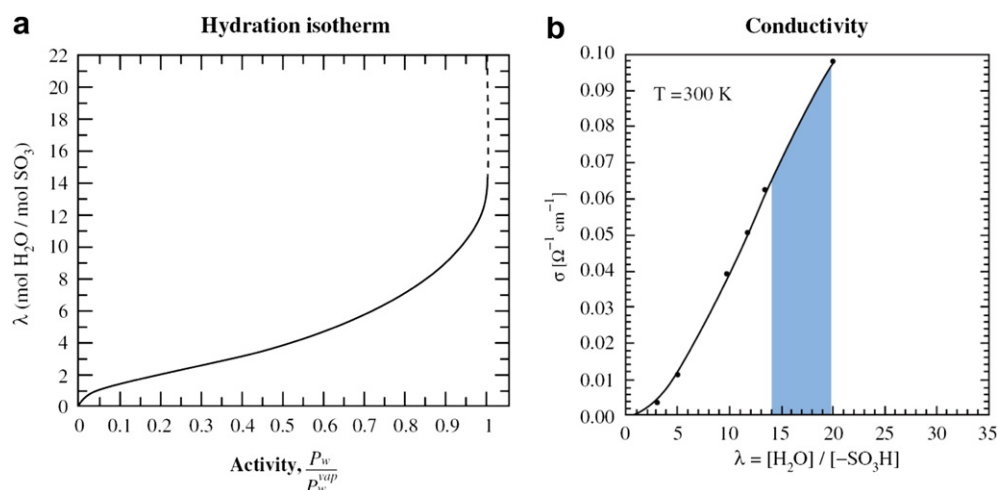 a
Hydration isotherm
22
20
18
16
14
12
10
8
6
4
2
0
λ (mol H₂O / mol SO₃)
0 0.1 0.2 0.3 0.4 0.5 0.6 0.7 0.8 0.9 1
Activity, P_w / P_w^vap
b
Conductivity
T =300 K
0.10
0.09
0.08
0.07
0.06
0.05
0.04
0.03
0.02
0.01
0.00
σ [Ω⁻¹ cm⁻¹]
0 5 10 15 20 25 30 35
λ = [H₂O] / [−SO₃H]